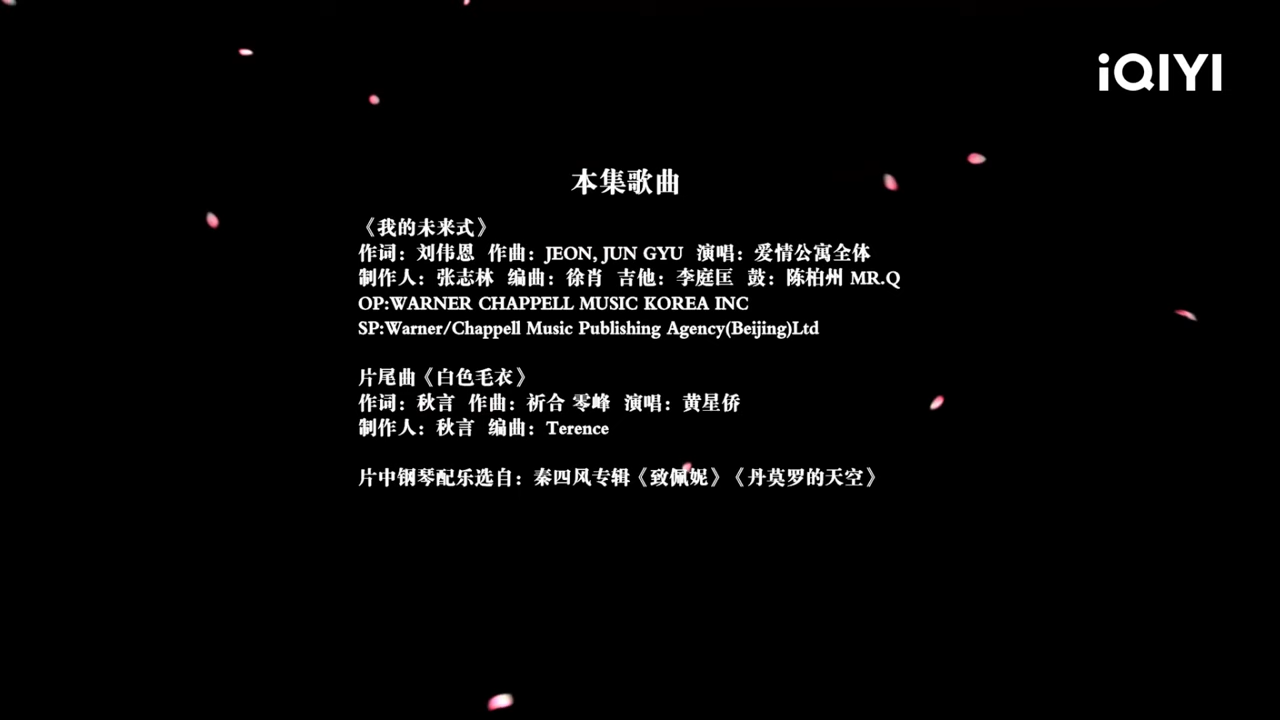 iQIYI
本集歌曲
《我的未来式》
作词：刘伟恩 作曲：JEON, JUN GYU 演唱：爱情公寓全体
制作人：张志林 编曲：徐肖 吉他：李庭匡 鼓：陈柏州 MR.Q
OP:WARNER CHAPPELL MUSIC KOREA INC
SP:Warner/Chappell Music Publishing Agency(Beijing)Ltd
片尾曲《白色毛衣》
作词：秋言 作曲：祈合 零峰 演唱：黄星侨
制作人：秋言 编曲：Terence
片中钢琴配乐选自：秦四风专辑《致佩妮》《丹莫罗的天空》